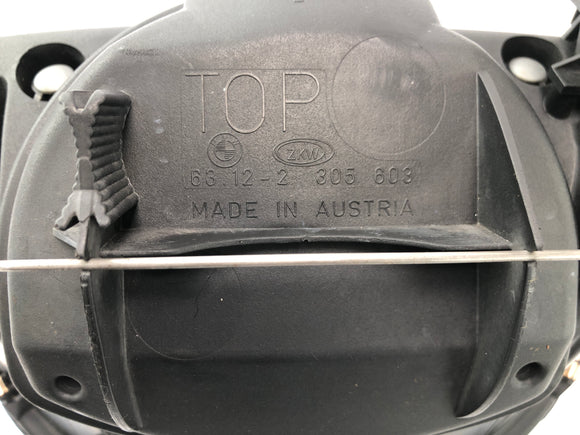 TOP
ZKW
63.12-2 305 603
MADE IN AUSTRIA